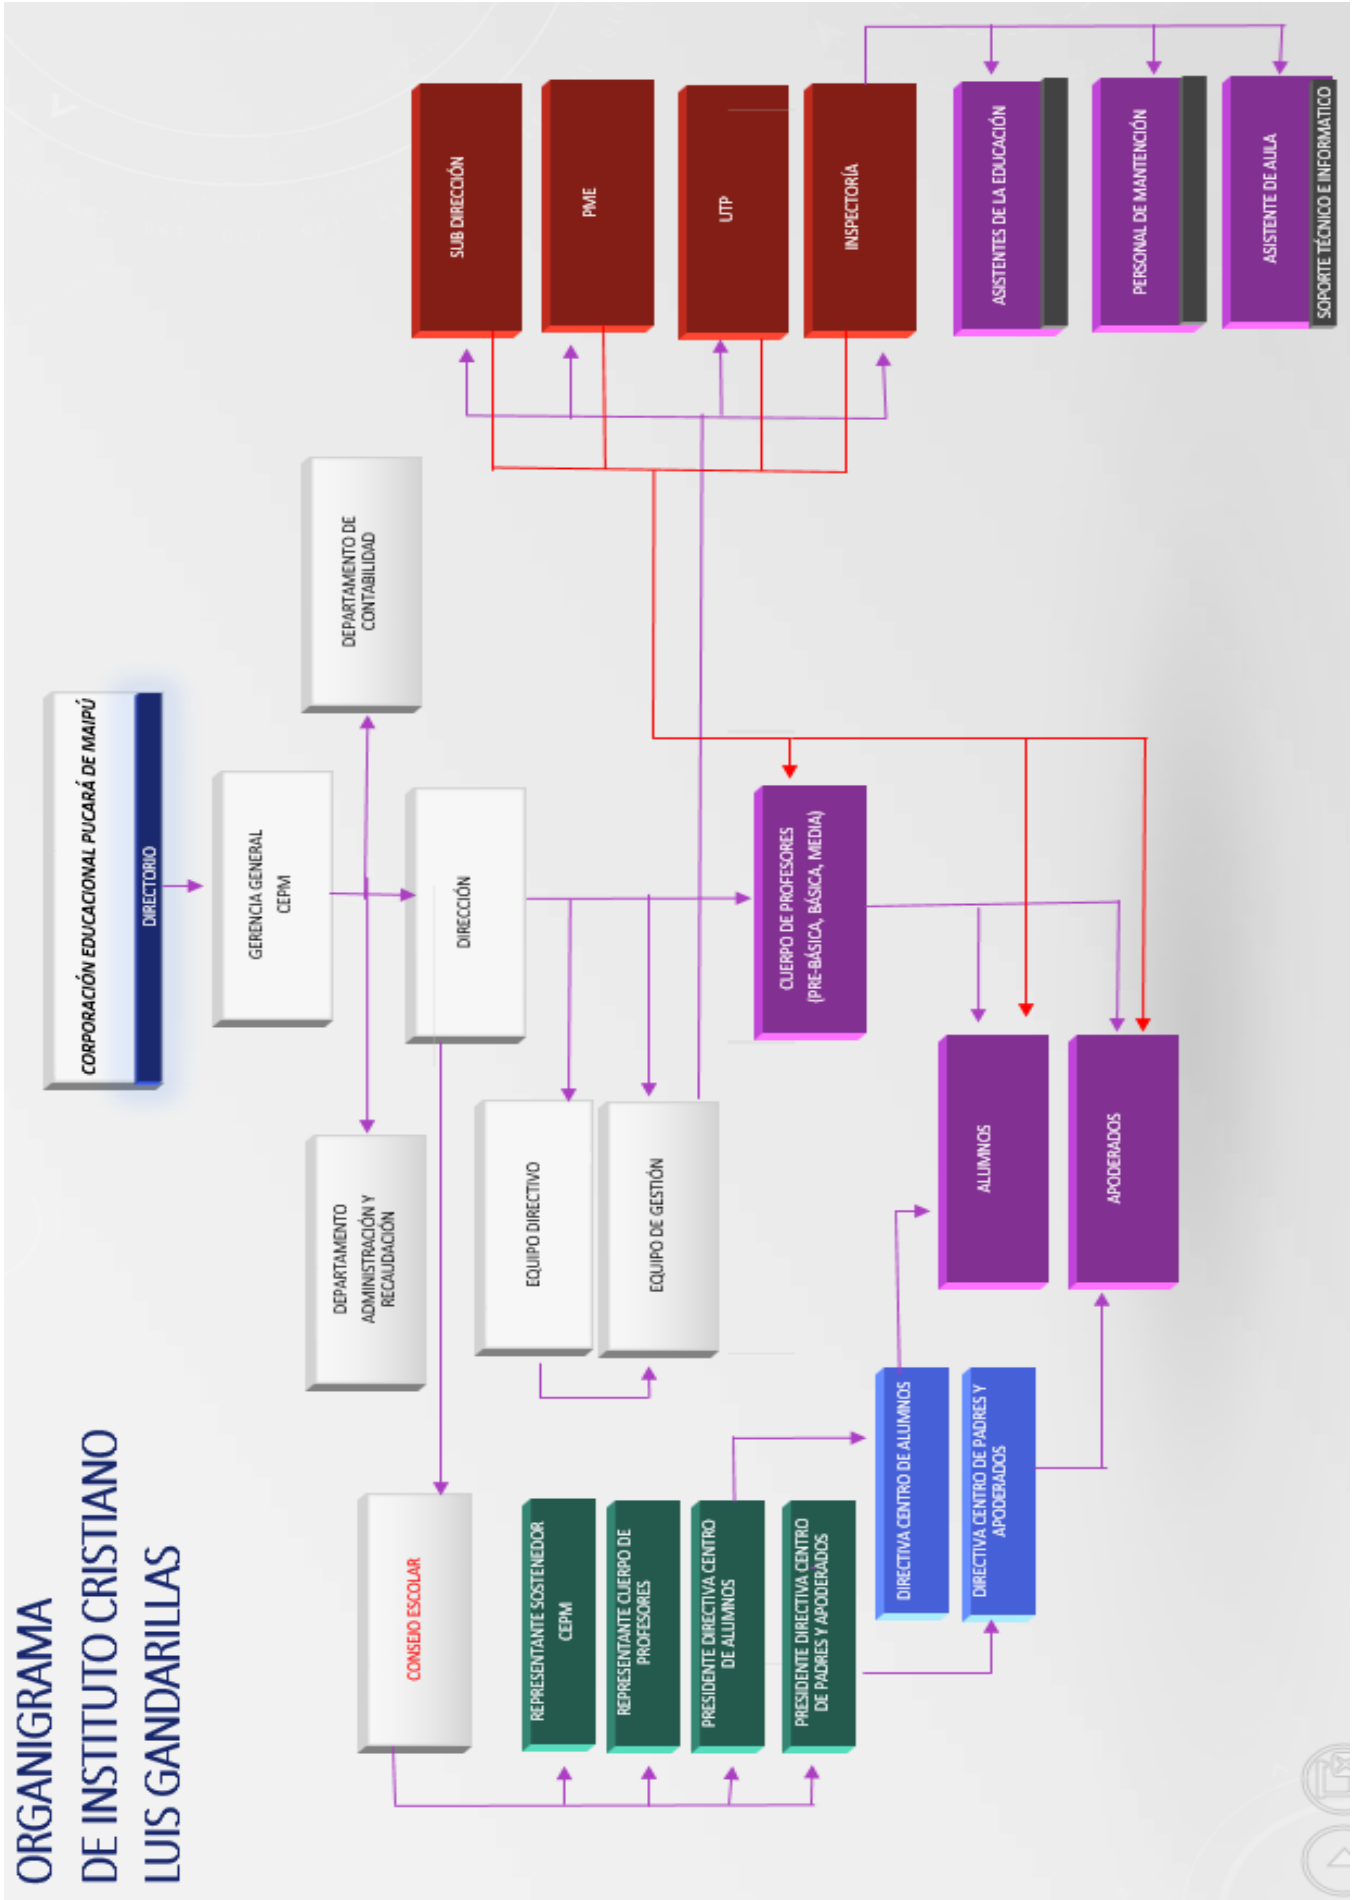 ORGANIGRAMA
DE INSTITUTO CRISTIANO
LUIS GANDARILLAS
CORPORACIÓN EDUCACIONAL PUCARÁ DE MAIPÚ
DIRECTORIO
GERENCIA GENERAL
CEPM
DEPARTAMENTO
ADMINISTRACIÓN Y
RECAUDACIÓN
DEPARTAMENTO DE
CONTABILIDAD
DIRECCIÓN
CONSEJO ESCOLAR
EQUIPO DIRECTIVO
EQUIPO DE GESTIÓN
SUB DIRECCIÓN
PME
UTP
INSPECTORÍA
REPRESENTANTE SOSTENEDOR
CEPM
REPRESENTANTE CUERPO DE
PROFESORES
PRESIDENTE DIRECTIVA CENTRO
DE ALUMNOS
PRESIDENTE DIRECTIVA CENTRO
DE PADRES Y APODERADOS
CUERPO DE PROFESORES
(PRE-BÁSICA, BÁSICA, MEDIA)
DIRECTIVA CENTRO DE ALUMNOS
DIRECTIVA CENTRO DE PADRES Y
APODERADOS
ALUMNOS
APODERADOS
ASISTENTES DE LA EDUCACIÓN
PERSONAL DE MANTENCIÓN
ASISTENTE DE AULA
SOPORTE TÉCNICO E INFORMATICO